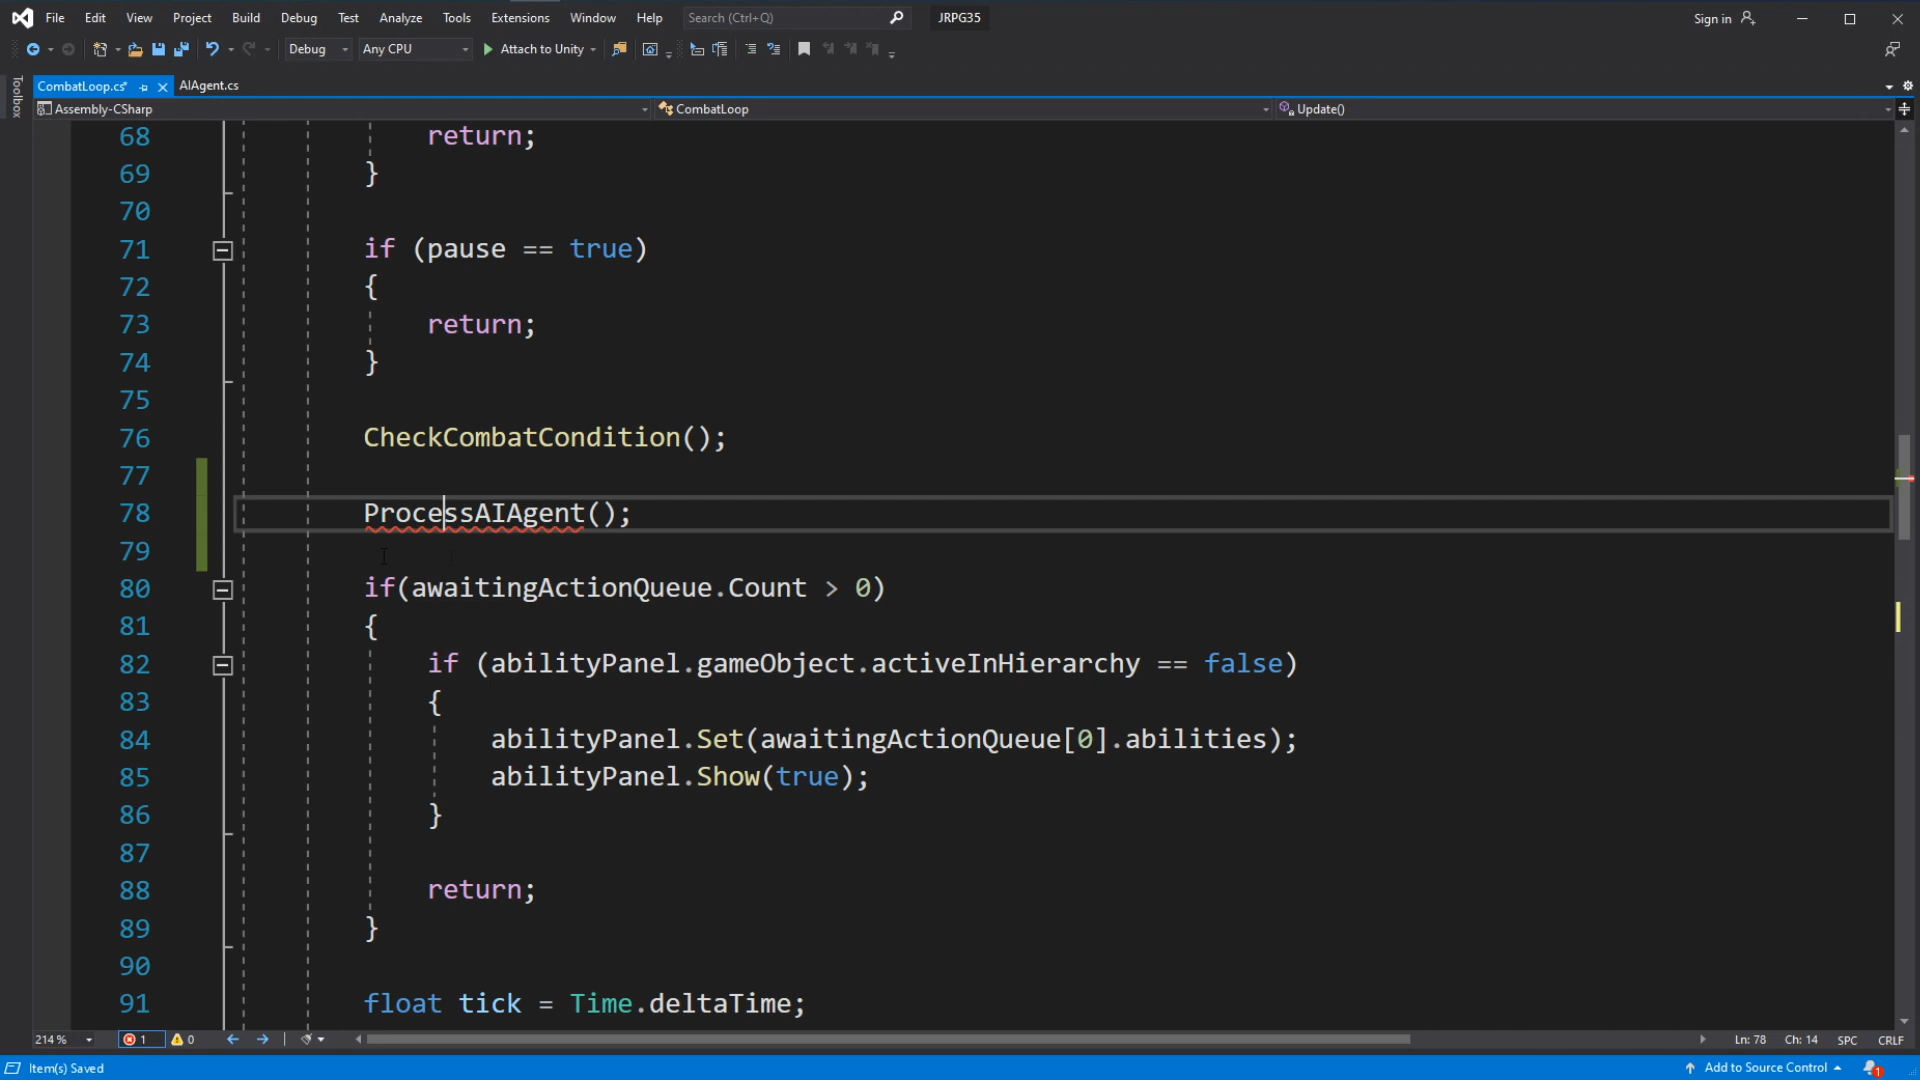 File Edit View Project Build Debug Test Analyze Tools Extensions Window Help Search (Ctrl+Q) JRPG35 Sign in
Debug Any CPU Attach to Unity
Toolbox
CombatLoop.cs* AIAgent.cs
Assembly-CSharp CombatLoop Update()
68 return;
69 }
70
71 if (pause == true)
72 {
73 return;
74 }
75
76 CheckCombatCondition();
77
78 ProcessAIAgent();
79
80 if(awaitingActionQueue.Count > 0)
81 {
82 if (abilityPanel.gameObject.activeInHierarchy == false)
83 {
84 abilityPanel.Set(awaitingActionQueue[0].abilities);
85 abilityPanel.Show(true);
86 }
87
88 return;
89 }
90
91 float tick = Time.deltaTime;
214 % 1 0 Ln: 78 Ch: 14 SPC CRLF
Item(s) Saved Add to Source Control 1